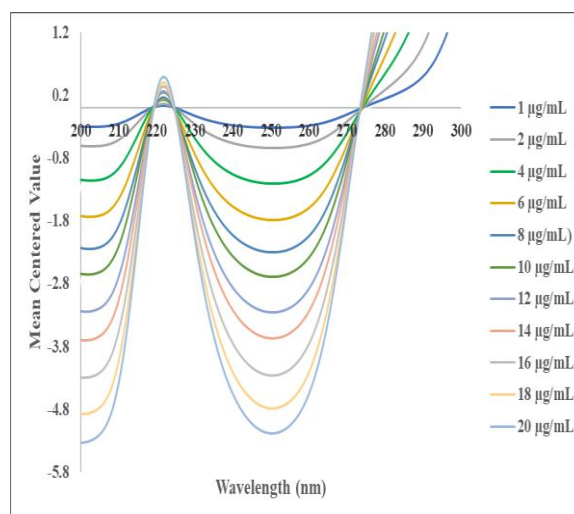 1.2
0.2
-0.8
-1.8
-2.8
-3.8
-4.8
-5.8
Mean Centered Value
200 210 220 230 240 250 260 270 280 290 300
Wavelength (nm)
1 µg/mL
2 µg/mL
4 µg/mL
6 µg/mL
8 µg/mL)
10 µg/mL
12 µg/mL
14 µg/mL
16 µg/mL
18 µg/mL
20 µg/mL